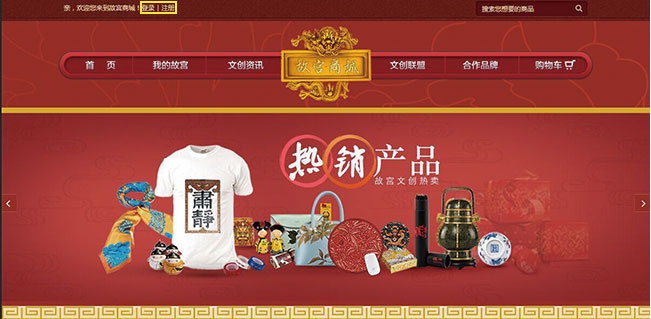 亲，欢迎您来到故宫商城! 登录 | 注册
搜索您想要的商品
首 页 我的故宫 文创资讯 故宫商城 文创联盟 合作品牌 购物车
热销产品
故宫文创热卖
肃静